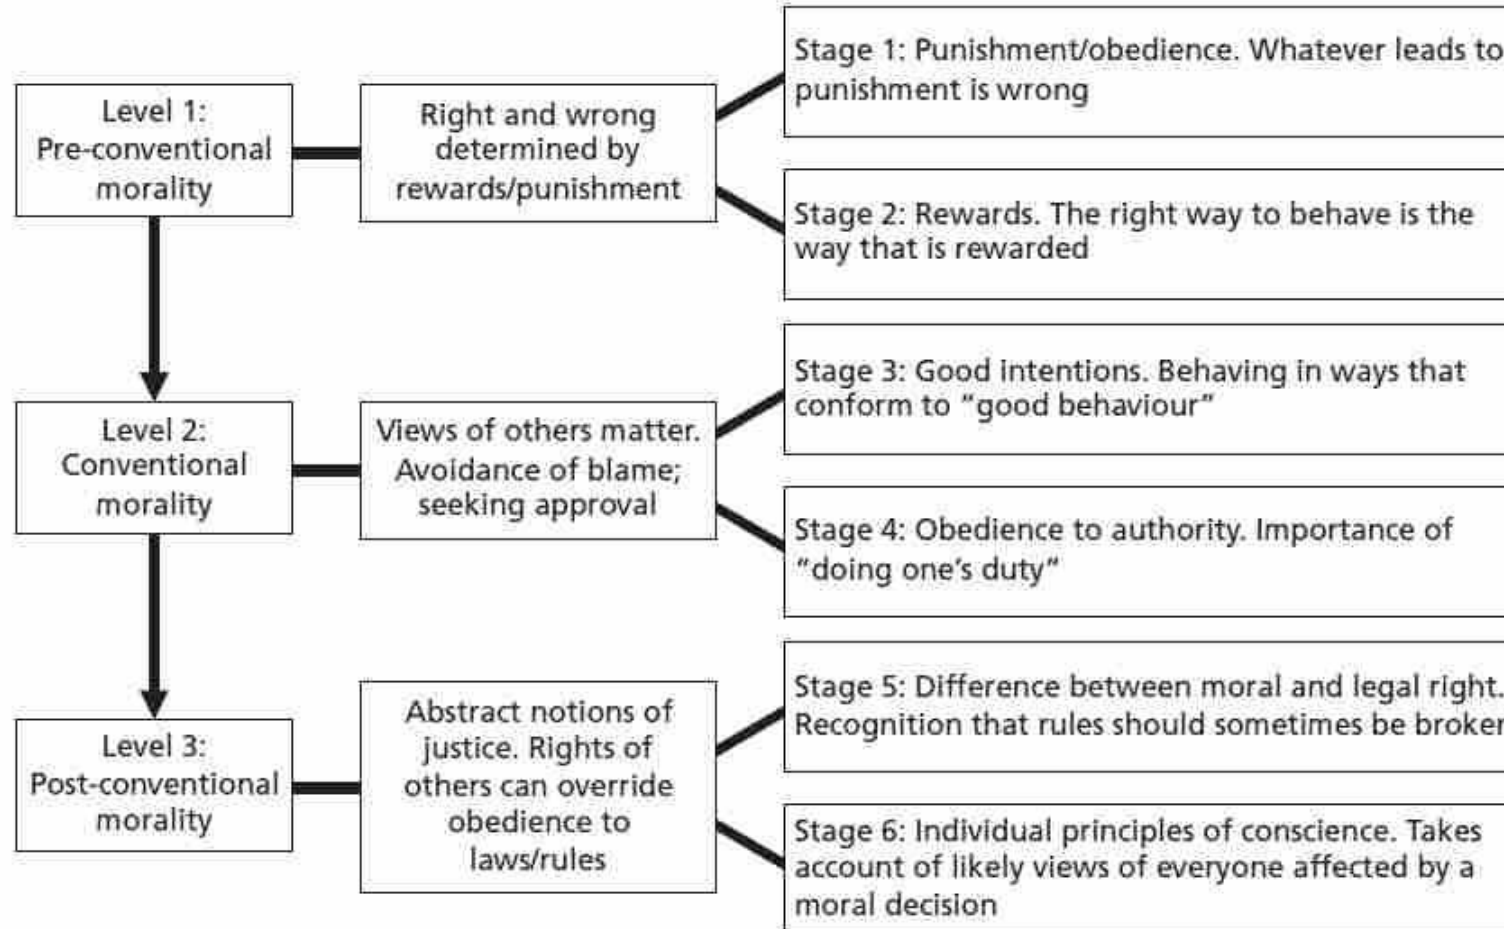 Level 1:
Pre-conventional
morality
Right and wrong
determined by
rewards/punishment
Stage 1: Punishment/obedience. Whatever leads to
punishment is wrong
Stage 2: Rewards. The right way to behave is the
way that is rewarded
Level 2:
Conventional
morality
Views of others matter.
Avoidance of blame;
seeking approval
Stage 3: Good intentions. Behaving in ways that
conform to “good behaviour”
Stage 4: Obedience to authority. Importance of
“doing one’s duty”
Level 3:
Post-conventional
morality
Abstract notions of
justice. Rights of
others can override
obedience to
laws/rules
Stage 5: Difference between moral and legal right.
Recognition that rules should sometimes be broken
Stage 6: Individual principles of conscience. Takes
account of likely views of everyone affected by a
moral decision